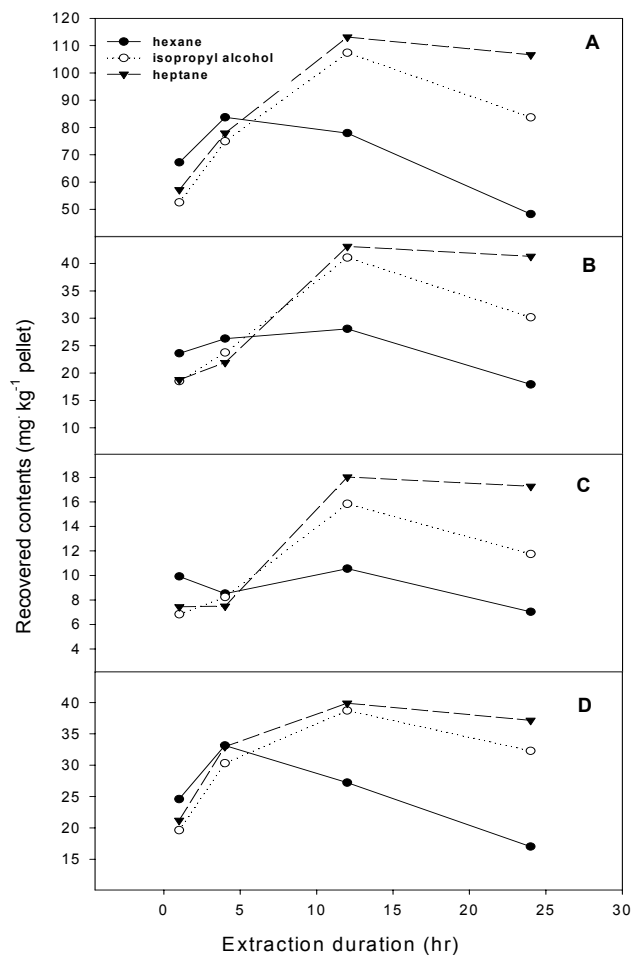 120
110
100
90
80
70
60
50
hexane
isopropyl alcohol
heptane
A
40
35
30
25
20
15
10
B
18
16
14
12
10
8
6
4
C
40
35
30
25
20
15
D
0 5 10 15 20 25 30
Recovered contents (mg· kg-1 pellet)
Extraction duration (hr)